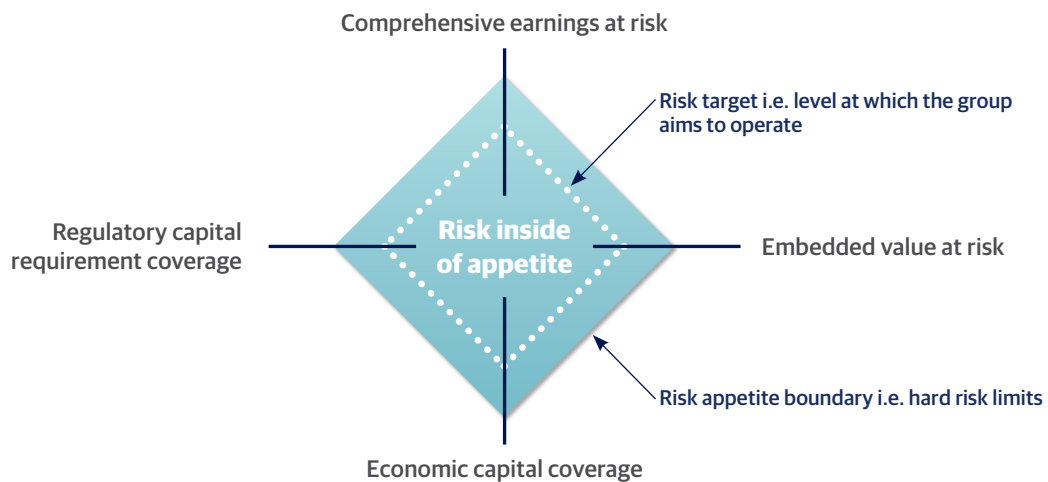 Comprehensive earnings at risk
Risk target i.e. level at which the group
aims to operate
Regulatory capital
requirement coverage
Risk inside
of appetite
Embedded value at risk
Risk appetite boundary i.e. hard risk limits
Economic capital coverage